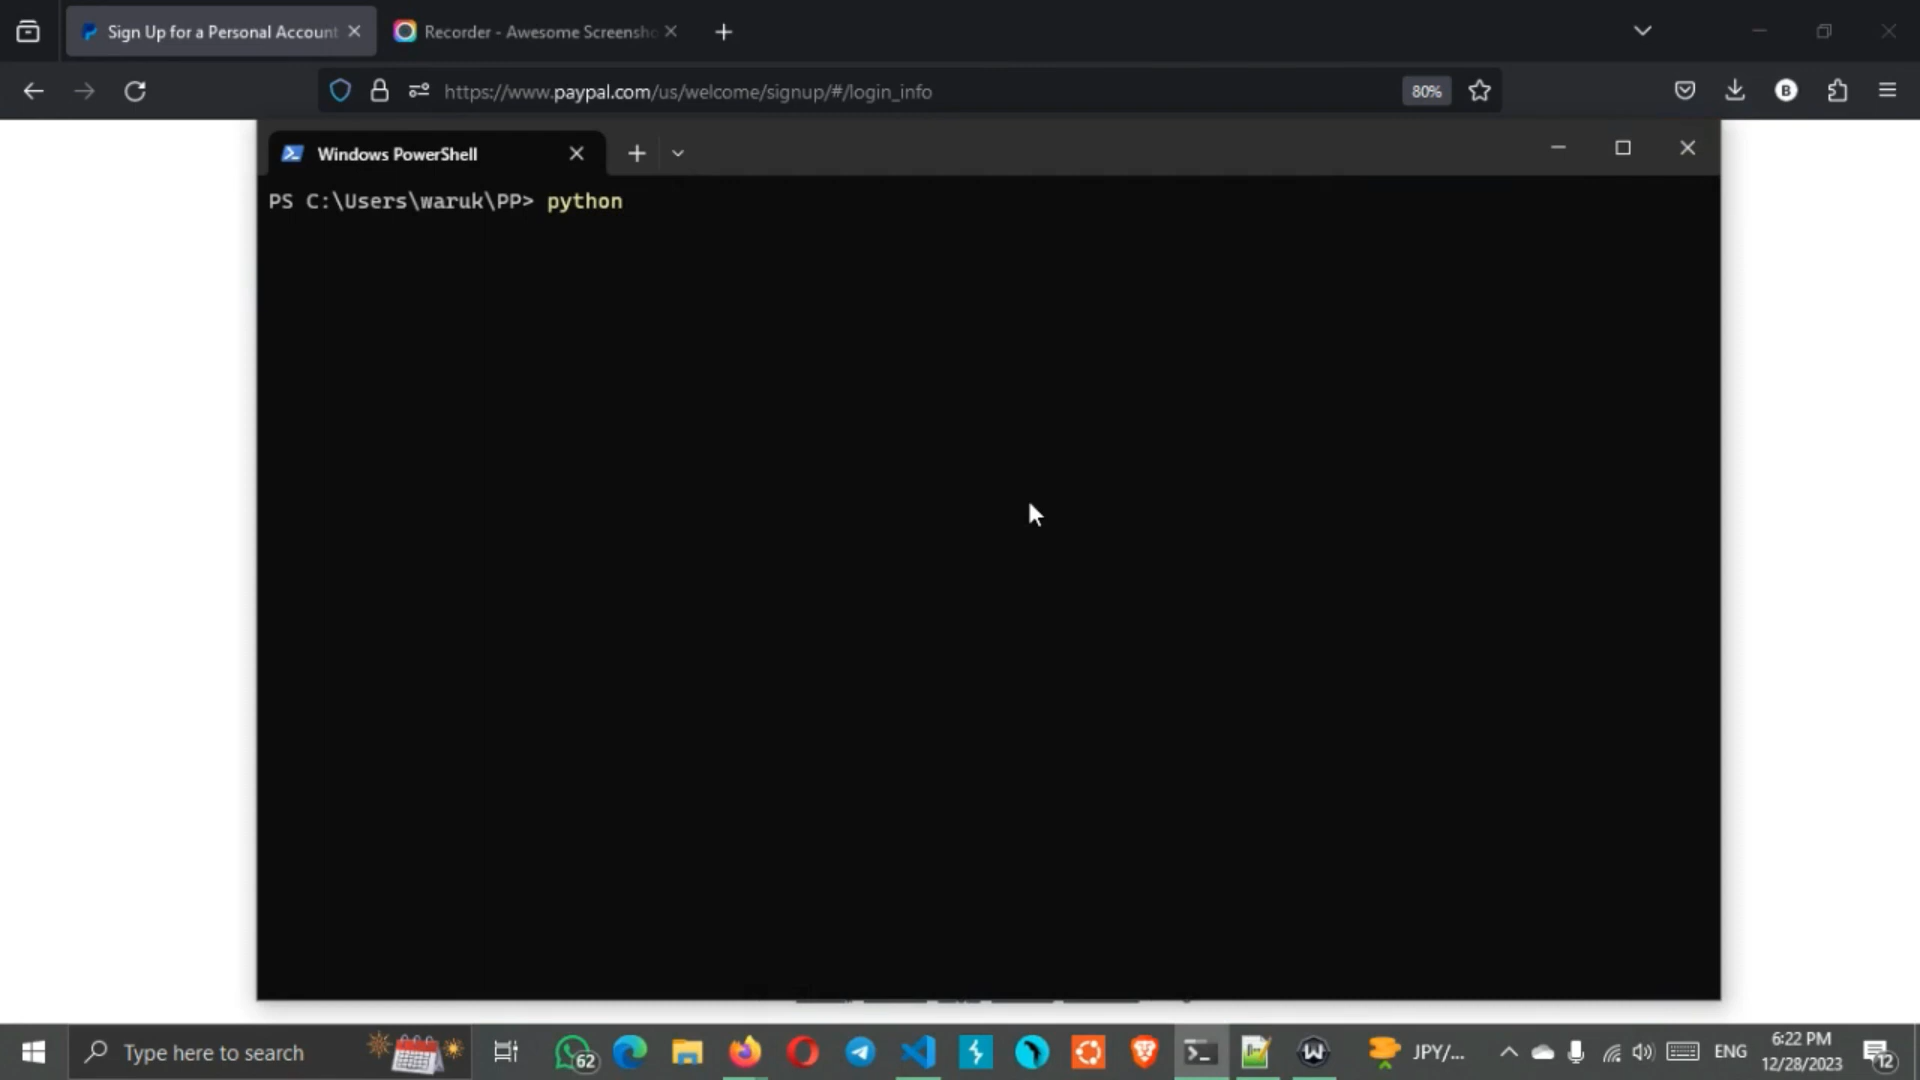 Sign Up for a Personal Account
Recorder - Awesome Screensho
https://www.paypal.com/us/welcome/signup/#/login_info
80%
B
Windows PowerShell
PS C:\Users\waruk\PP> python
Type here to search
62
JPY/...
ENG
6:22 PM
12/28/2023
12